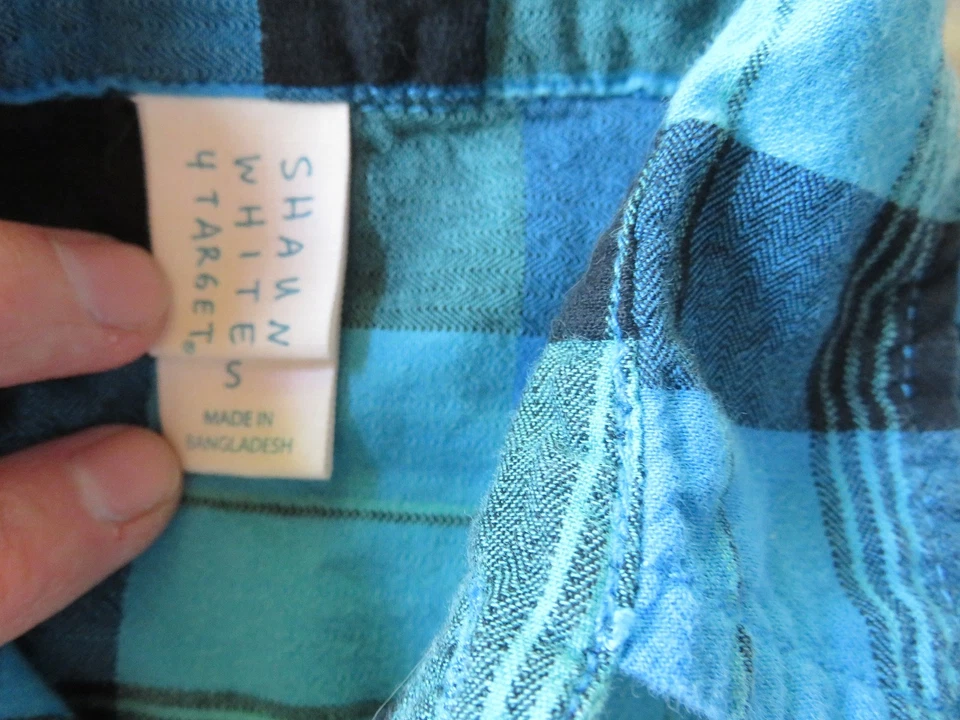 SHAUN
WHITE
4 TARGET®
S
MADE IN
BANGLADESH